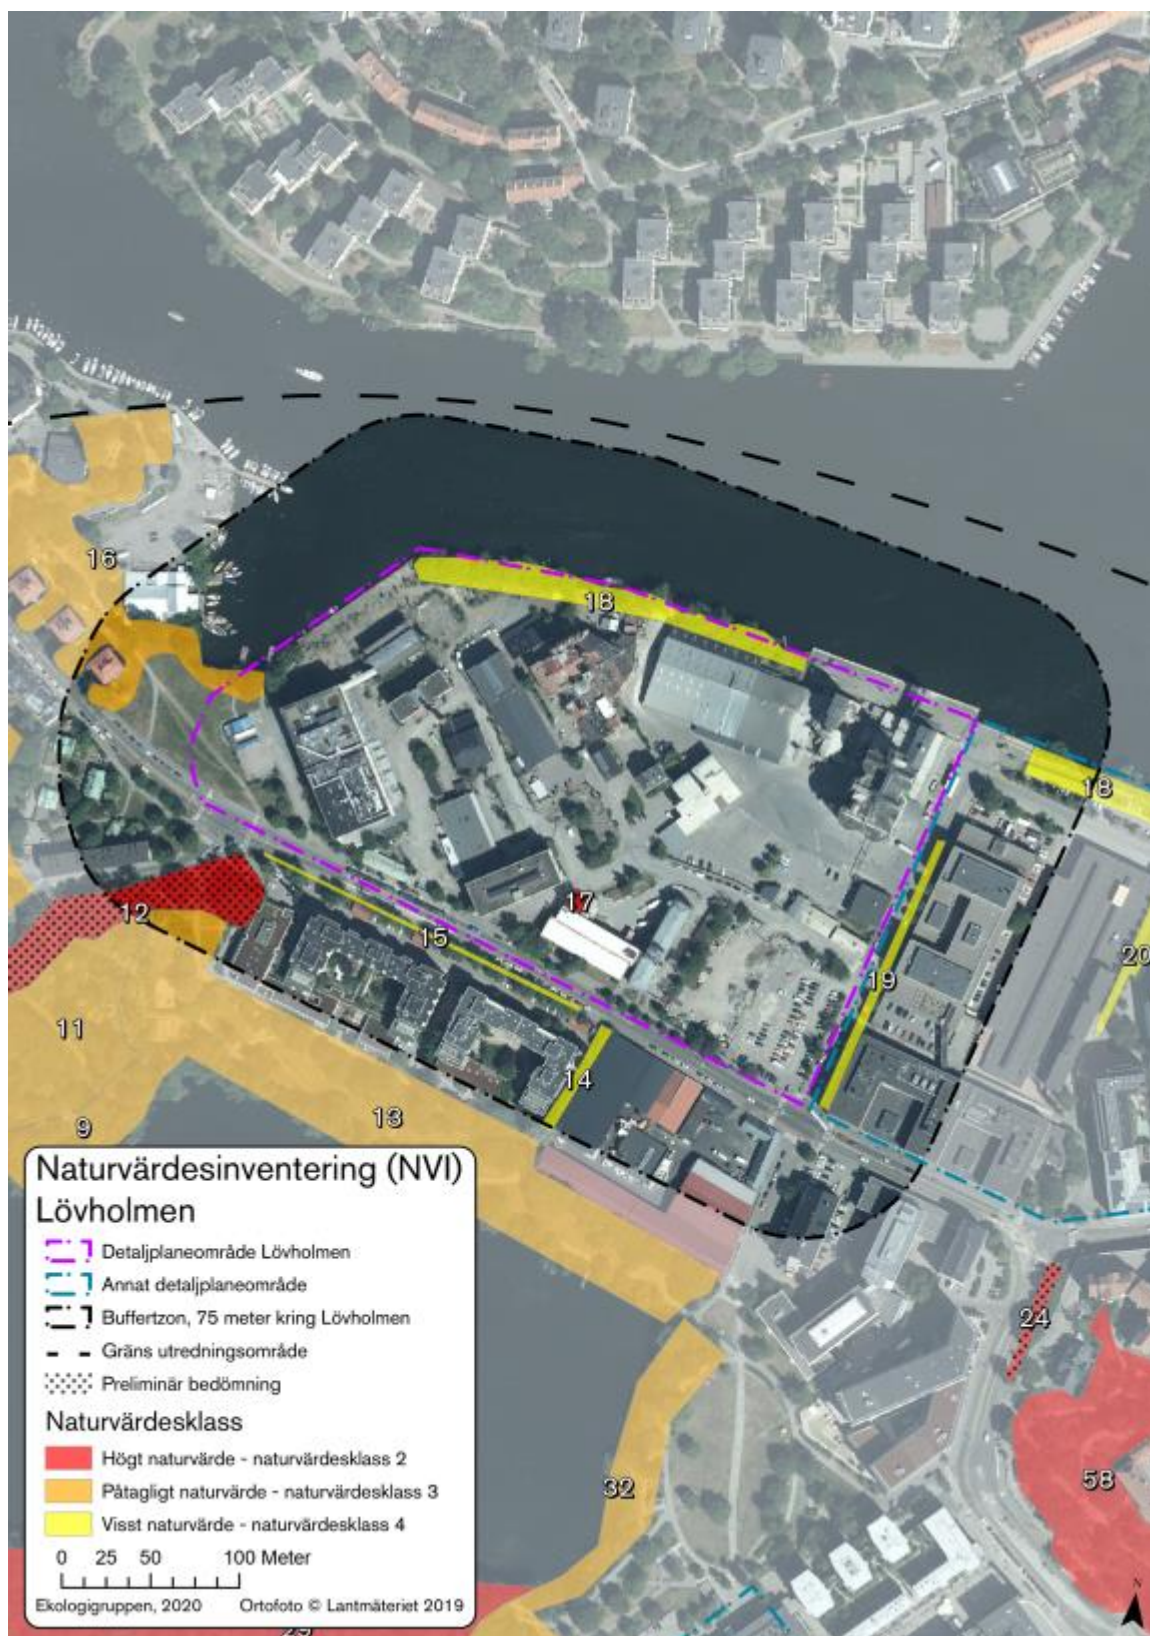 16
18
18
17
12
15
20
19
11
14
13
9
24
58
32
29
Naturvärdesinventering (NVI)
Lövholmen
Detaljplaneområde Lövholmen
Annat detaljplaneområde
Buffertzon, 75 meter kring Lövholmen
Gräns utredningsområde
Preliminär bedömning
Naturvärdesklass
Högt naturvärde - naturvärdesklass 2
Påtagligt naturvärde - naturvärdesklass 3
Visst naturvärde - naturvärdesklass 4
0 25 50 100 Meter
Ekologigruppen, 2020 Ortofoto © Lantmäteriet 2019
N